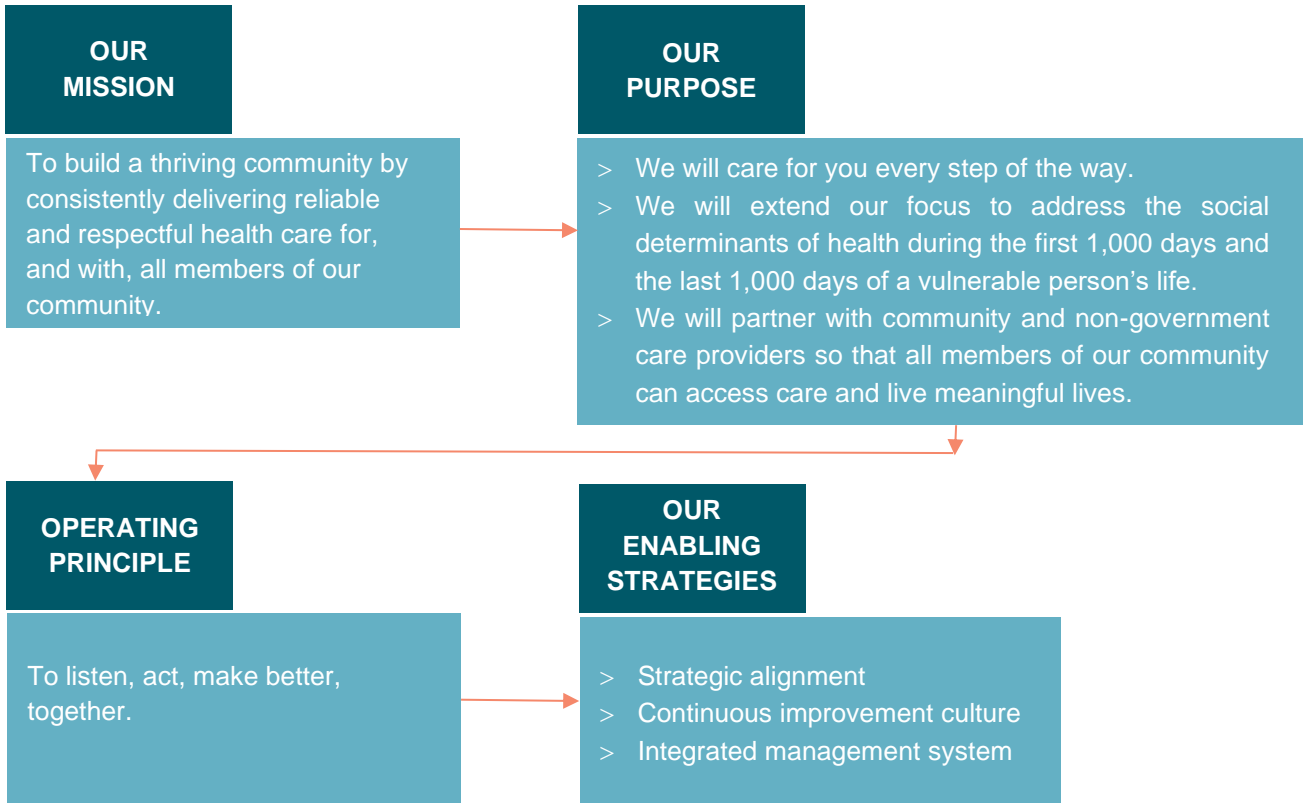 OUR
MISSION
To build a thriving community by
consistently delivering reliable
and respectful health care for,
and with, all members of our
community.
OUR
PURPOSE
> We will care for you every step of the way.
> We will extend our focus to address the social
determinants of health during the first 1,000 days and
the last 1,000 days of a vulnerable person’s life.
> We will partner with community and non-government
care providers so that all members of our community
can access care and live meaningful lives.
OPERATING
PRINCIPLE
To listen, act, make better,
together.
OUR
ENABLING
STRATEGIES
> Strategic alignment
> Continuous improvement culture
> Integrated management system